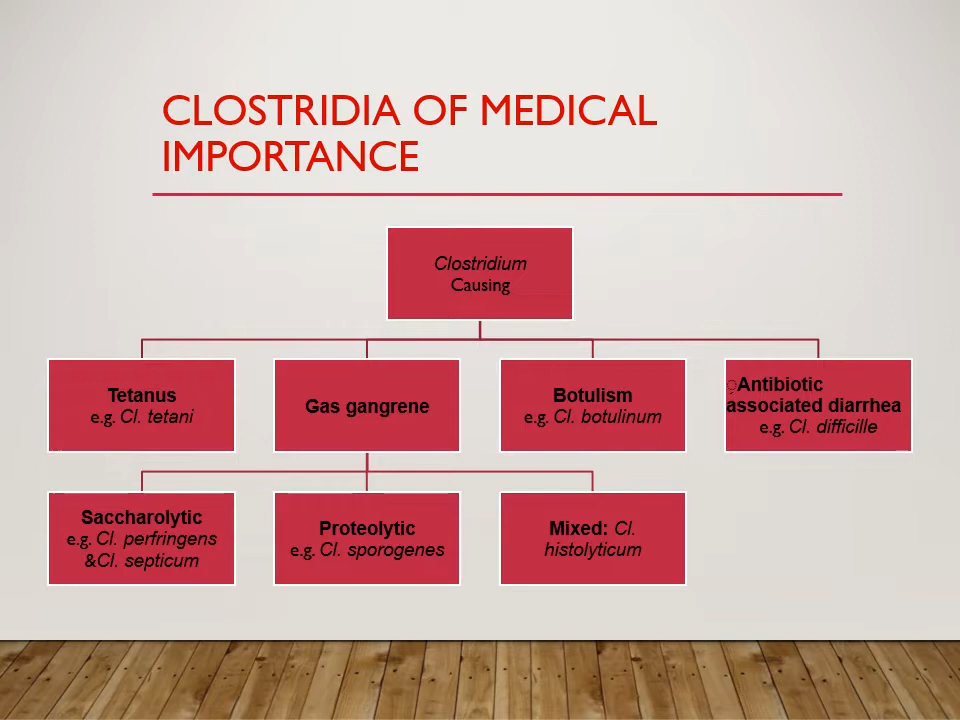 CLOSTRIDIA OF MEDICAL
IMPORTANCE
Clostridium
Causing
Tetanus
e.g. Cl. tetani
Gas gangrene
Botulism
e.g. Cl. botulinum
Antibiotic
associated diarrhea
e.g. Cl. difficille
Saccharolytic
e.g. Cl. perfringens
&Cl. septicum
Proteolytic
e.g. Cl. sporogenes
Mixed: Cl.
histolyticum